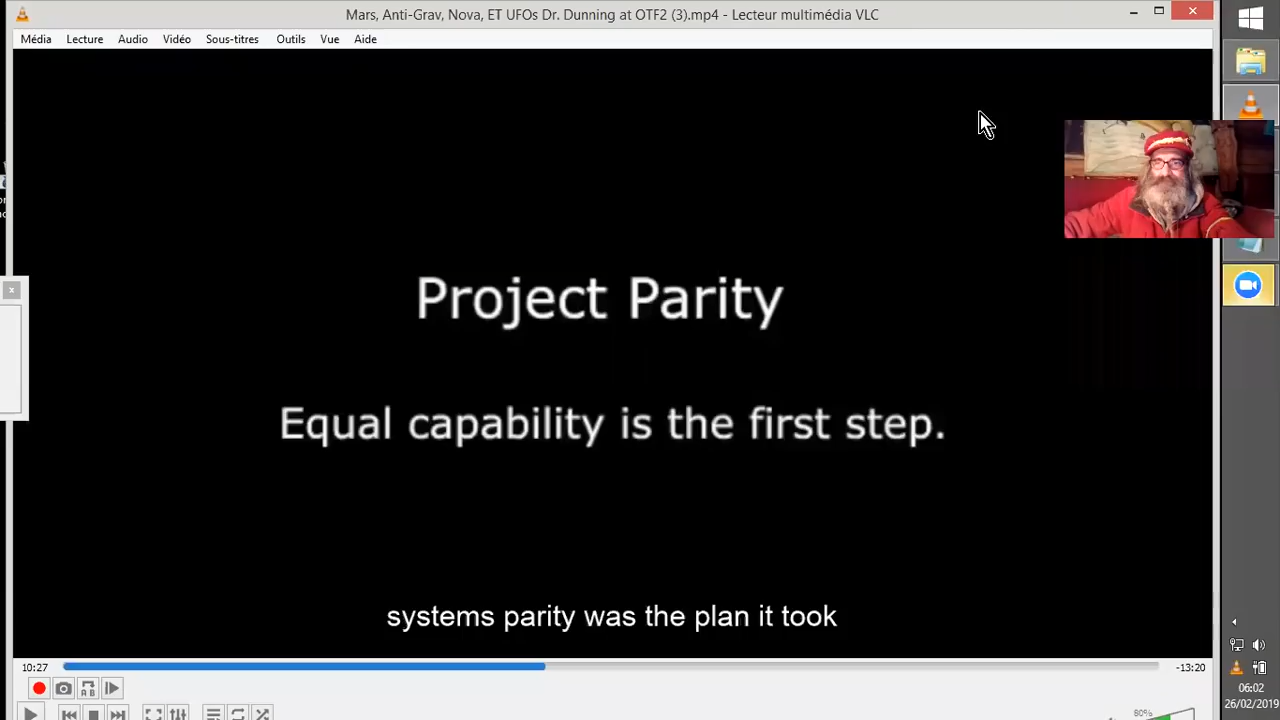 Mars, Anti-Grav, Nova, ET UFOs Dr. Dunning at OTF2 (3).mp4 - Lecteur multimédia VLC
Média Lecture Audio Vidéo Sous-titres Outils Vue Aide
Project Parity
Equal capability is the first step.
systems parity was the plan it took
10:27 -13:20
80%
06:02
26/02/2019